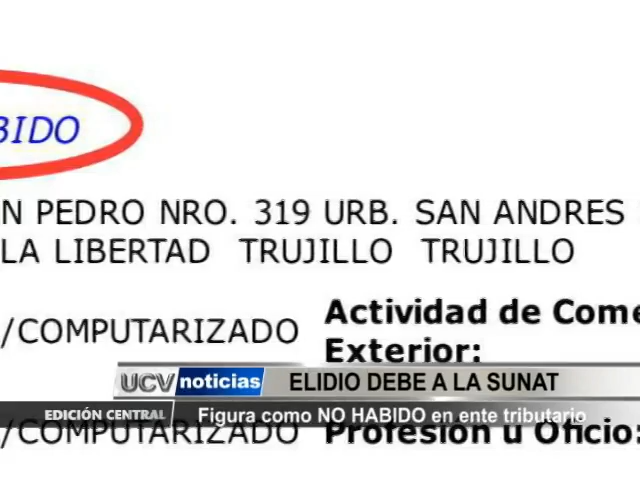 BIDO
N PEDRO NRO. 319 URB. SAN ANDRES
LA LIBERTAD TRUJILLO TRUJILLO
/COMPUTARIZADO
Actividad de Come
Exterior:
UCV noticias ELIDIO DEBE A LA SUNAT
EDICIÓN CENTRAL Figura como NO HABIDO en ente tributario
/COMPUTARIZADO Profesión u Oficio: